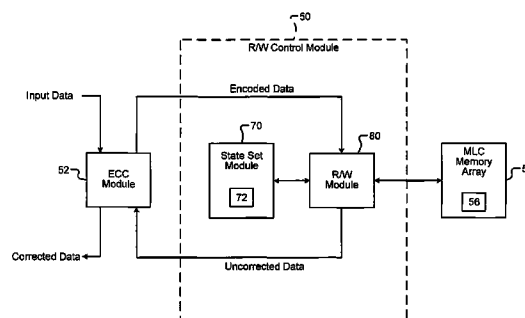 50
R/W Control Module
Input Data
Encoded Data
70
80
52
ECC
Module
State Set
Module
72
R/W
Module
MLC
Memory
Array
56
Corrected Data
Uncorrected Data